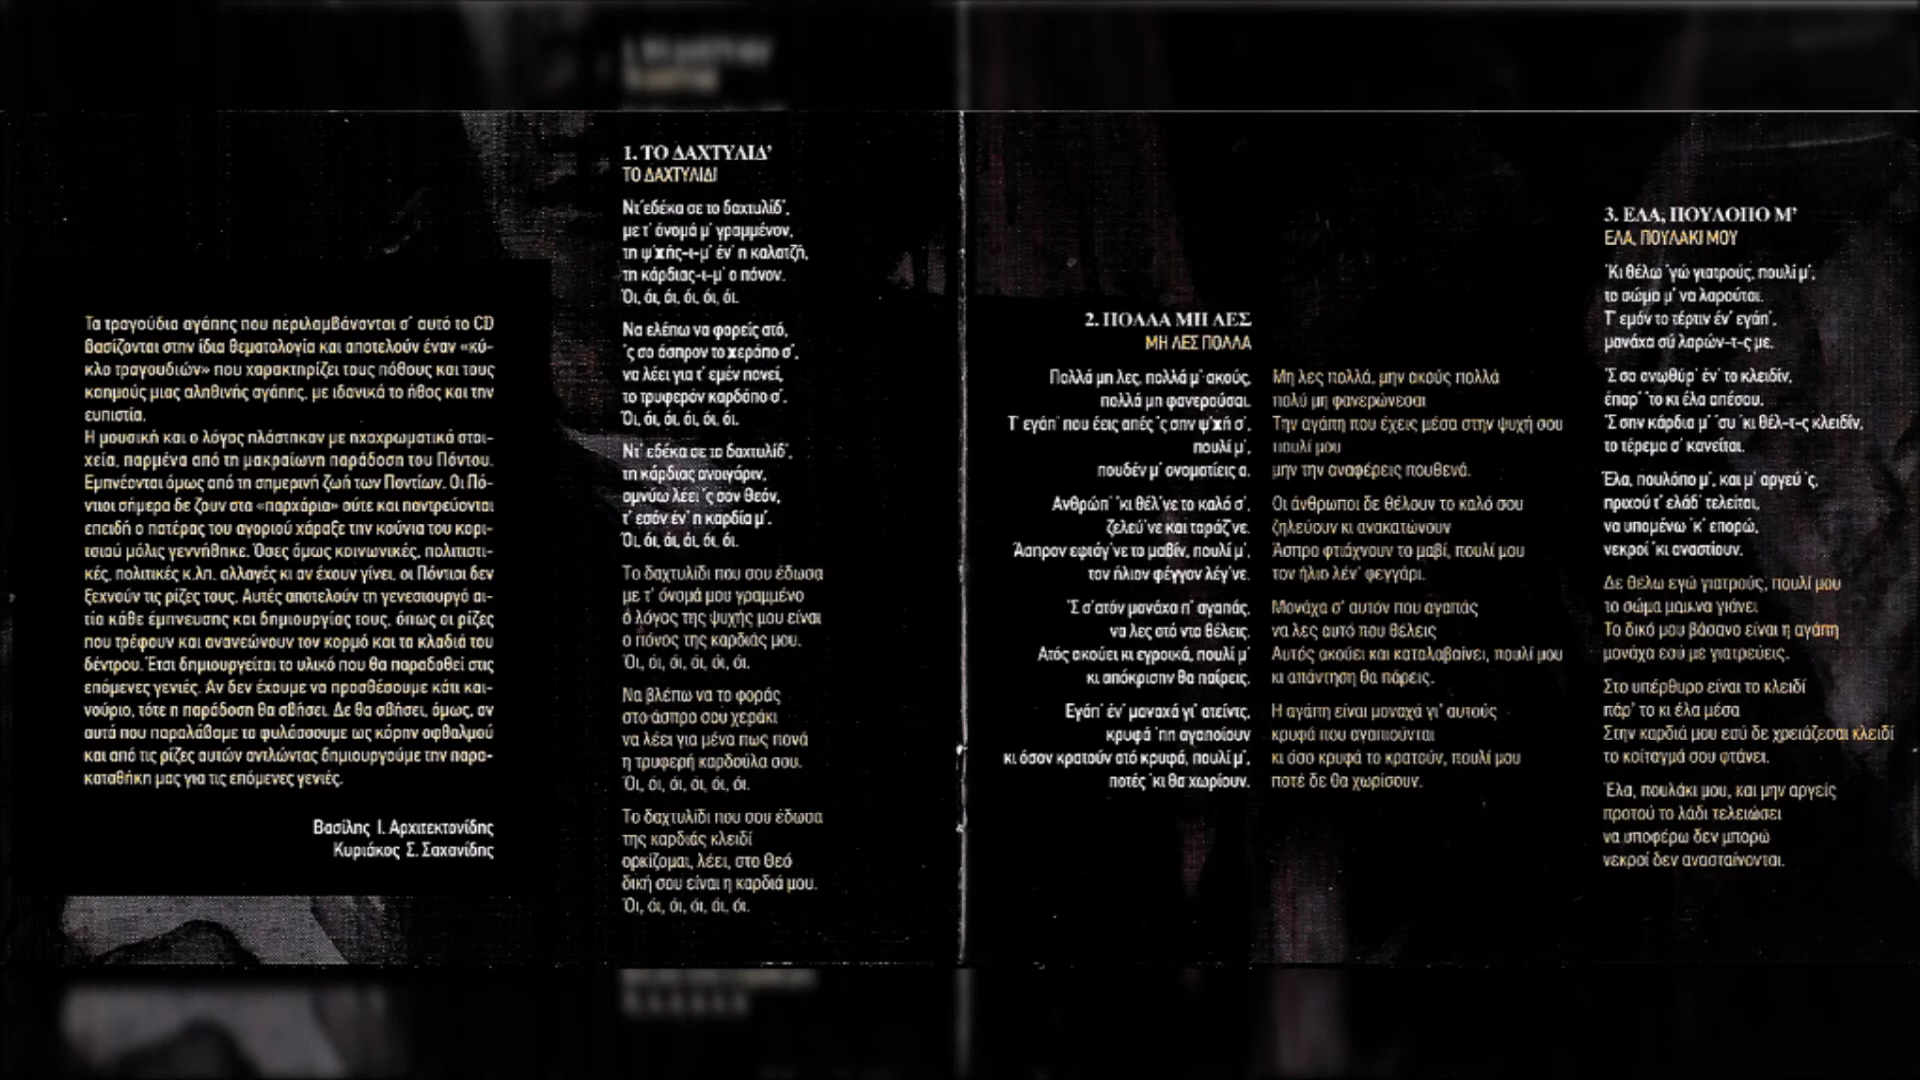 Τα τραγούδια αγάπης που περιλαμβάνονται σ' αυτό το CD
βασίζονται στην ίδια θεματολογία και αποτελούν έναν «κύ-
κλο τραγουδιών» που χαρακτηρίζει τους πόθους και τους
καημούς μιας αληθινής αγάπης, με ιδανικά το ήθος και την
ευπιστία.
Η μουσική και ο λόγος πλάστηκαν με ηχοχρωματικά στοι-
χεία, παρμένα από τη μακραίωνη παράδοση του Πόντου.
Εμπνέονται όμως από τη σημερινή ζωή των Ποντίων. Οι Πό-
ντιοι σήμερα δε ζουν στα «παρχάρια» ούτε και παντρεύονται
επειδή ο πατέρας του αγοριού χάραξε την κούνια του κορι-
τσιού μόλις γεννήθηκε. Όσες όμως κοινωνικές, πολιτιστι-
κές, πολιτικές κ.λπ. αλλαγές κι αν έχουν γίνει, οι Πόντιοι δεν
ξεχνούν τις ρίζες τους. Αυτές αποτελούν τη γενεσιουργό αι-
τία κάθε έμπνευσης και δημιουργίας τους, όπως οι ρίζες
που τρέφουν και ανανεώνουν τον κορμό και τα κλαδιά του
δέντρου. Έτσι δημιουργείται το υλικό που θα παραδοθεί στις
επόμενες γενιές. Αν δεν έχουμε να προσθέσουμε κάτι και-
νούριο, τότε η παράδοση θα σβήσει. Δε θα σβήσει, όμως, αν
αυτά που παραλάβαμε τα φυλάσσουμε ως κόρην οφθαλμού
και από τις ρίζες αυτών αντλώντας δημιουργούμε την παρα-
καταθήκη μας για τις επόμενες γενιές.
Βασίλης Ι. Αρχιτεκτονίδης
Κυριάκος Σ. Σαχανίδης
1. ΤΟ ΔΑΧΤΥΛΙΔ'
ΤΟ ΔΑΧΤΥΛΙΔΙ
Ντ' εδέκα σε το δαχτυλίδ',
με τ' όνομά μ' γραμμένον,
τη ψ̌ης-ι-μ' έν' η καλατζ̌ή,
τη κάρδιας-ι-μ' ο πόνον.
Όι, όι, όι, όι, όι, όι.
Να ελέπω να φορείς ατό,
'ς σο άσπρον το χερόπο σ',
να λέει για τ' εμέν πονεί,
το τρυφερόν καρδόπο σ'.
Όι, όι, όι, όι, όι, όι.
Ντ' εδέκα σε το δαχτυλίδ',
τη κάρδιας ανοιγάριν,
ομνύω λέει 'ς σον Θεόν,
τ' εσόν έν' η καρδία μ'.
Όι, όι, όι, όι, όι, όι.
Το δαχτυλίδι που σου έδωσα
με τ' όνομά μου γραμμένο
ο λόγος της ψυχής μου είναι
ο πόνος της καρδιάς μου.
Όι, όι, όι, όι, όι, όι.
Να βλέπω να το φοράς
στο άσπρο σου χεράκι
να λέει για μένα πως πονά
η τρυφερή καρδούλα σου.
Όι, όι, όι, όι, όι, όι.
Το δαχτυλίδι που σου έδωσα
της καρδιάς κλειδί
ορκίζομαι, λέει, στο Θεό
δική σου είναι η καρδιά μου.
Όι, όι, όι, όι, όι, όι.
2. ΠΟΛΛΑ ΜΗ ΛΕΣ
ΜΗ ΛΕΣ ΠΟΛΛΑ
Πολλά μη λες, πολλά μ' ακούς,
πολλά μη φανερούσαι.
Τ' εγάπ' που έεις απές 'ς σην ψ̌ή σ',
πουλί μ',
πουδέν μ' ονοματίεις α.
Ανθρώπ' 'κι θέλ'νε το καλό σ',
ζελεύ'νε και ταράζ'νε.
Άσπρον εφτάγ'νε το μαβίν, πουλί μ',
τον ήλιον φέγγον λέγ'νε.
'Σ σ'ατόν μονάχα π' αγαπάς,
να λες ατό ντο θέλεις.
Ατός ακούει κι εγροικά, πουλί μ'
κι απόκρισην θα παίρεις.
Εγάπ' έν' μοναχά γι' ατείντς,
κρυφά 'πη αγαπούουν
κι όσον κρατούν ατό κρυφά, πουλί μ',
ποτές 'κι θα χωρίουν.
Μη λες πολλά, μην ακούς πολλά
πολύ μη φανερώνεσαι
Την αγάπη που έχεις μέσα στην ψυχή σου
πουλί μου
μην την αναφέρεις πουθενά.
Οι άνθρωποι δε θέλουν το καλό σου
ζηλεύουν κι ανακατώνουν
Άσπρο φτιάχνουν το μαβί, πουλί μου
τον ήλιο λέν' φεγγάρι.
Μονάχα σ' αυτόν που αγαπάς
να λες αυτό που θέλεις
Αυτός ακούει και καταλαβαίνει, πουλί μου
κι απάντηση θα πάρεις.
Η αγάπη είναι μοναχά γι' αυτούς
κρυφά που αγαπιούνται
κι όσο κρυφά το κρατούν, πουλί μου
ποτέ δε θα χωρίσουν.
3. ΕΛΑ, ΠΟΥΛΟΠΟ Μ'
ΕΛΑ, ΠΟΥΛΑΚΙ ΜΟΥ
'Κι θέλω 'γώ γιατρούς, πουλί μ',
το σώμα μ' να λαρούται.
Τ' εμόν το τέρτιν έν' εγάπ',
μονάχα σύ λαρών-τ-ς με.
'Σ σο ανωθύρ' έν' το κλειδίν,
έπαρ' 'το κι έλα απέσου.
'Σ σην κάρδια μ' 'συ 'κι θέλ-τ-ς κλειδίν,
το τέρεμα σ' κανείται.
Έλα, πουλόπο μ', και μ' αργεύ'ς,
πριχού τ' ελάδ' τελείται,
να υπομένω 'κ' επορώ,
νεκροί 'κι αναστίουν.
Δε θέλω εγώ γιατρούς, πουλί μου
το σώμα μου να γιάνει
Το δικό μου βάσανο είναι η αγάπη
μονάχα εσύ με γιατρεύεις.
Στο υπέρθυρο είναι το κλειδί
πάρ' το κι έλα μέσα
Στην καρδιά μου εσύ δε χρειάζεσαι κλειδί
το κοίταγμά σου φτάνει.
Έλα, πουλάκι μου, και μην αργείς
προτού το λάδι τελειώσει
να υποφέρω δεν μπορώ
νεκροί δεν ανασταίνονται.